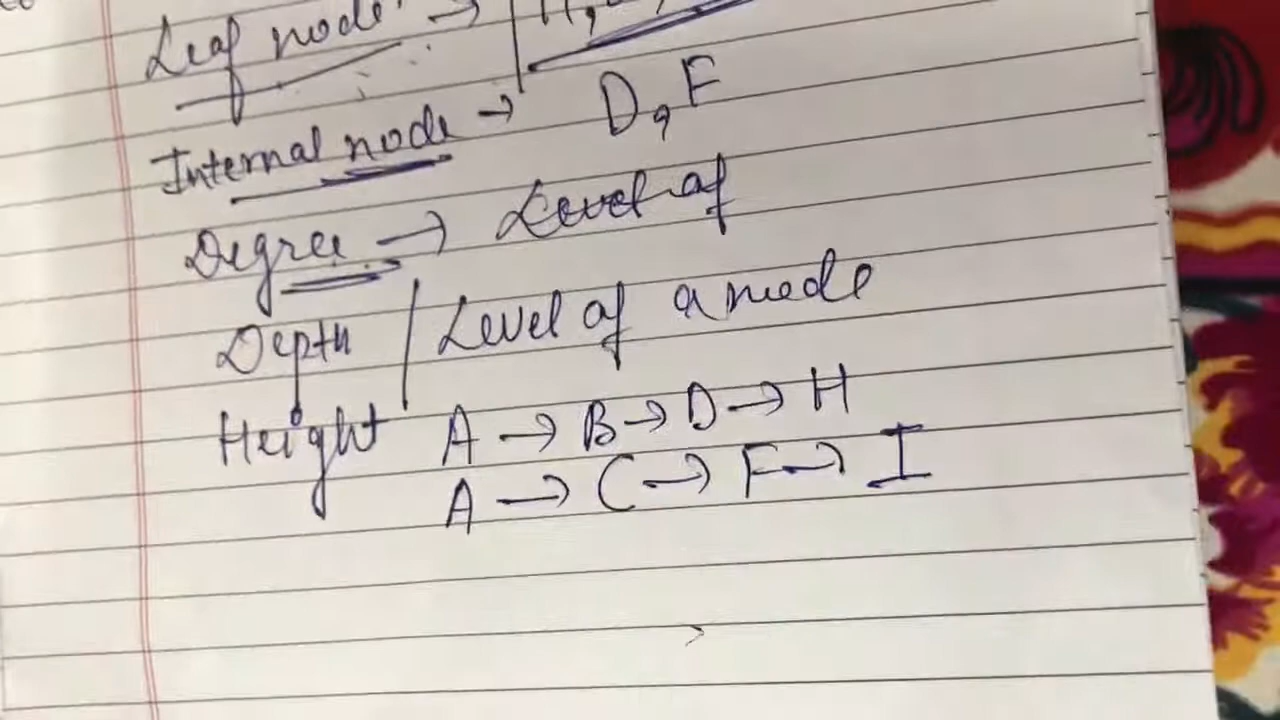 Leaf node →
Internal node → D, F
Degree → Level of
Depth / Level of a node
Height A → B → D → H
A → C → F → I